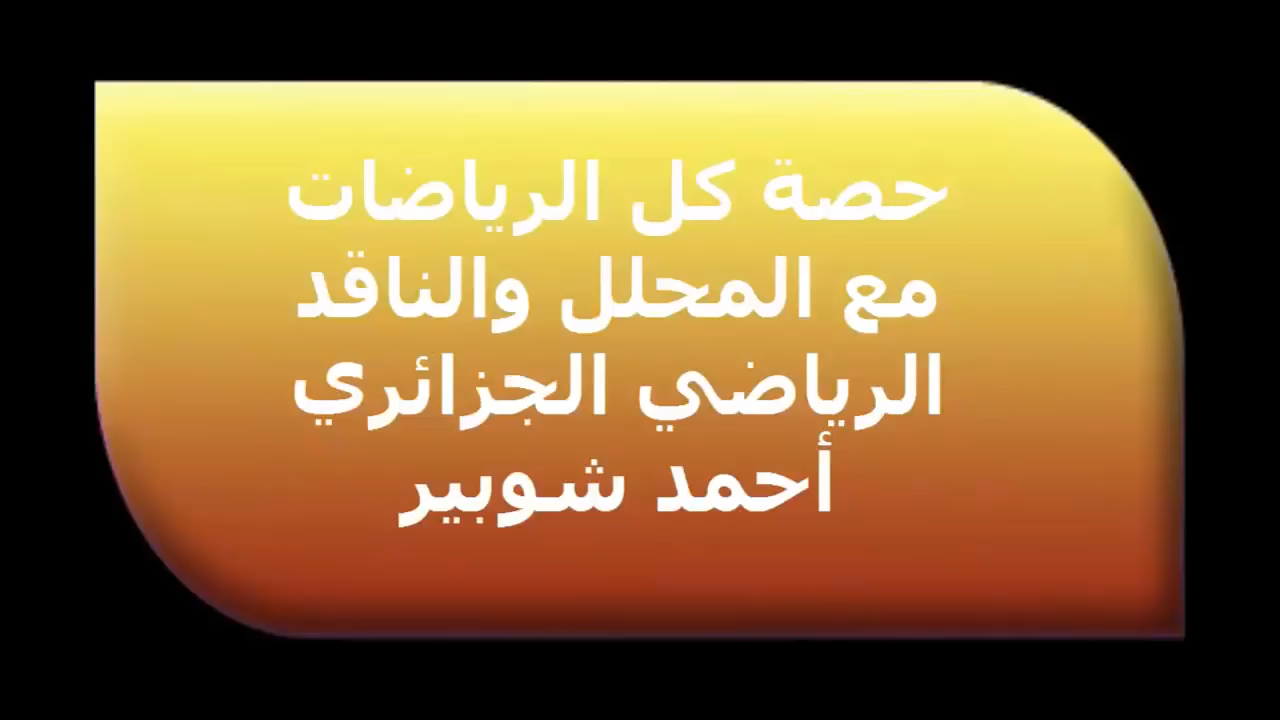 حصة كل الرياضات
مع المحلل والناقد
الرياضي الجزائري
أحمد شوبير